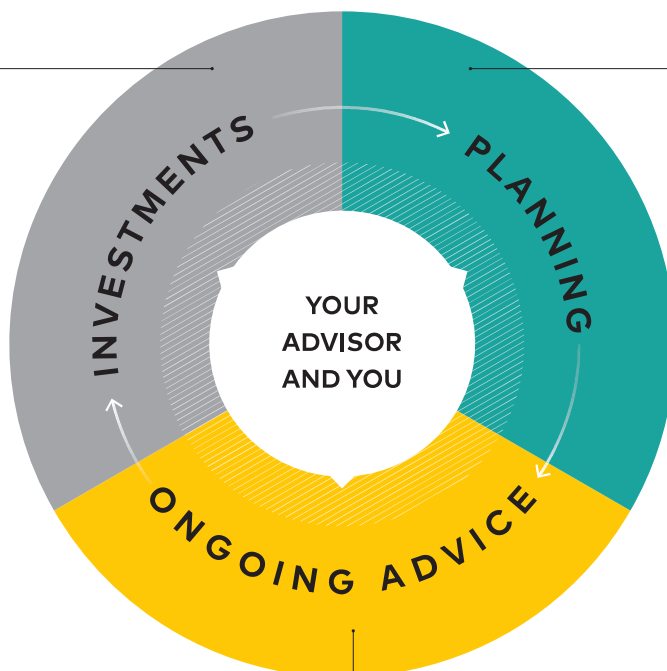 INVESTMENTS
PLANNING
YOUR
ADVISOR
AND YOU
ONGOING ADVICE